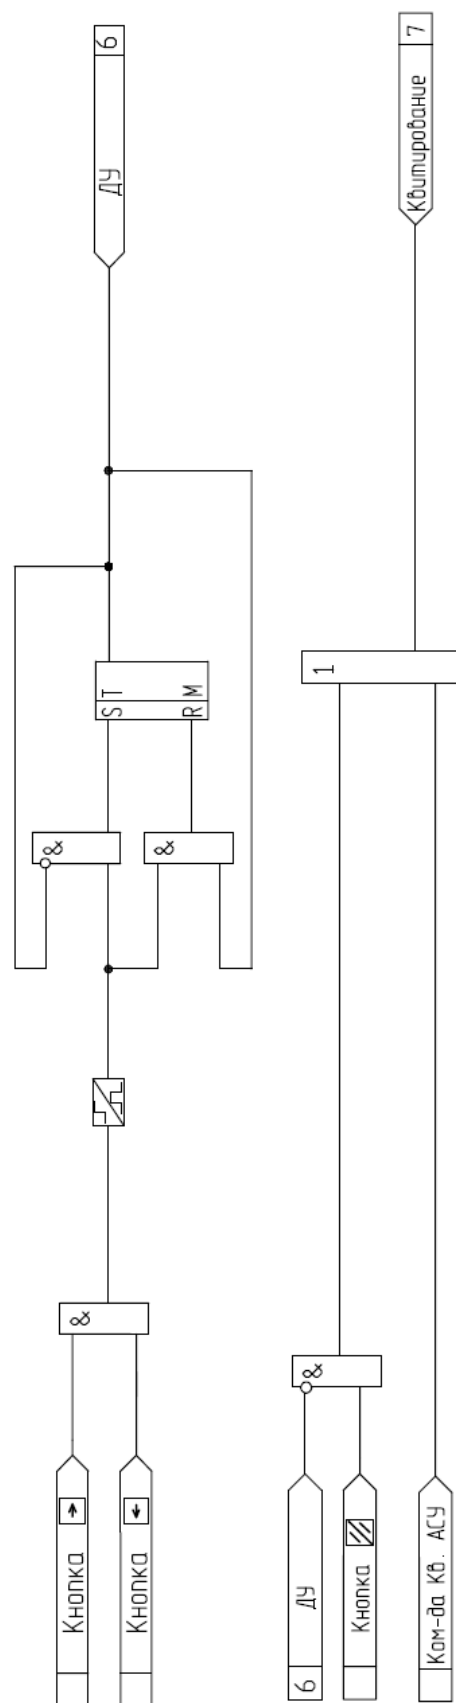 Кнопка
Кнопка
&
&
&
S T
R M
ДУ 6
6 ДУ
Кнопка
&
Ком-да Кв. АСУ
1
Квитирование 7